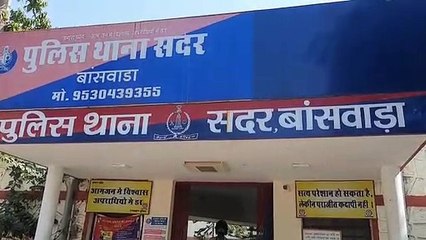 पुलिस थाना सदर
बांसवाडा
मो. 9530439355
पुलिस थाना सदर, बांसवाड़ा
आमजन मे विश्वास
अपराधियो मे डर
सत्य परेशान हो सकता है,
लेकीन पराजीत कदापी नही !